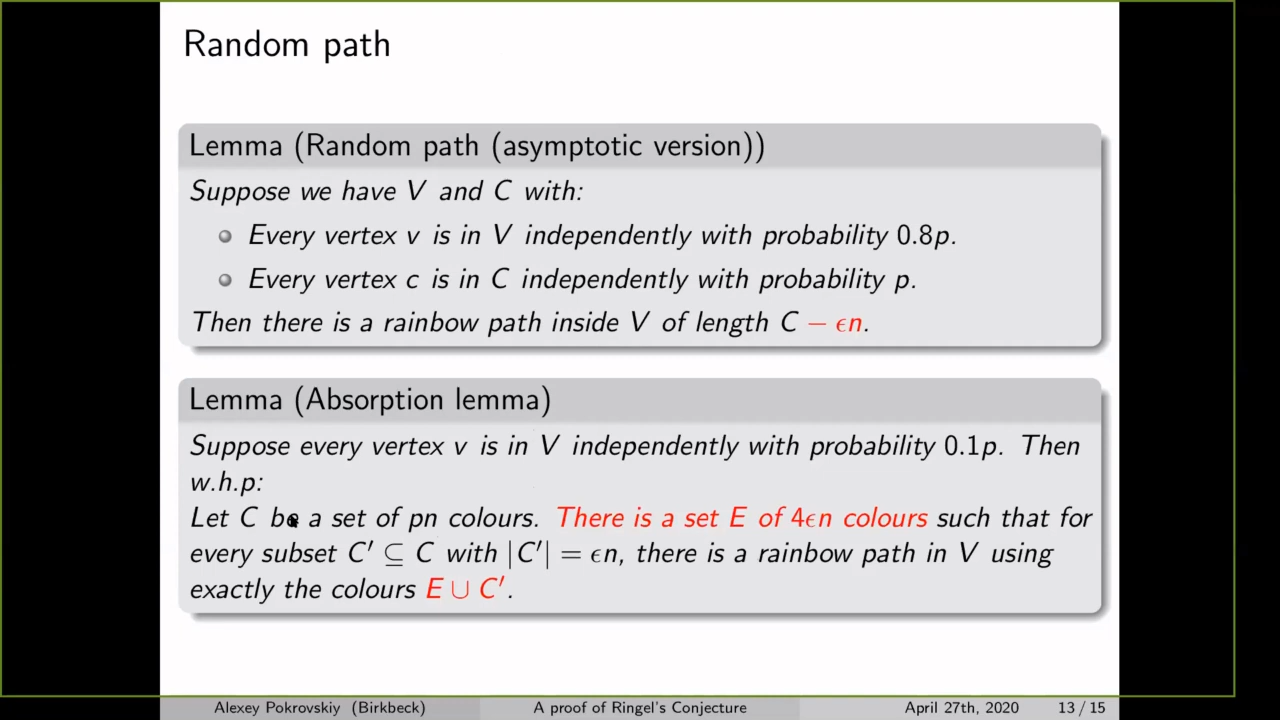 Random path
Lemma (Random path (asymptotic version))
Suppose we have V and C with:
Every vertex v is in V independently with probability 0.8p.
Every vertex c is in C independently with probability p.
Then there is a rainbow path inside V of length C − ϵn.
Lemma (Absorption lemma)
Suppose every vertex v is in V independently with probability 0.1p. Then
w.h.p:
Let C be a set of pn colours. There is a set E of 4ϵn colours such that for
every subset C′ ⊆ C with |C′| = ϵn, there is a rainbow path in V using
exactly the colours E ∪ C′.
Alexey Pokrovskiy (Birkbeck) A proof of Ringel's Conjecture April 27th, 2020 13 / 15